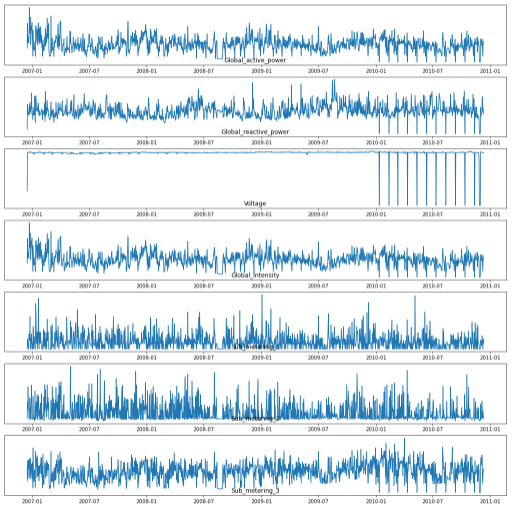 Global_active_power
2007-01 2007-07 2008-01 2008-07 2009-01 2009-07 2010-01 2010-07 2011-01
Global_reactive_power
2007-01 2007-07 2008-01 2008-07 2009-01 2009-07 2010-01 2010-07 2011-01
Voltage
2007-01 2007-07 2008-01 2008-07 2009-01 2009-07 2010-01 2010-07 2011-01
Global_intensity
2007-01 2007-07 2008-01 2008-07 2009-01 2009-07 2010-01 2010-07 2011-01
2007-01 2007-07 2008-01 2008-07 2009-01 2009-07 2010-01 2010-07 2011-01
Sub_metering_2
2007-01 2007-07 2008-01 2008-07 2009-01 2009-07 2010-01 2010-07 2011-01
Sub_metering_3
2007-01 2007-07 2008-01 2008-07 2009-01 2009-07 2010-01 2010-07 2011-01